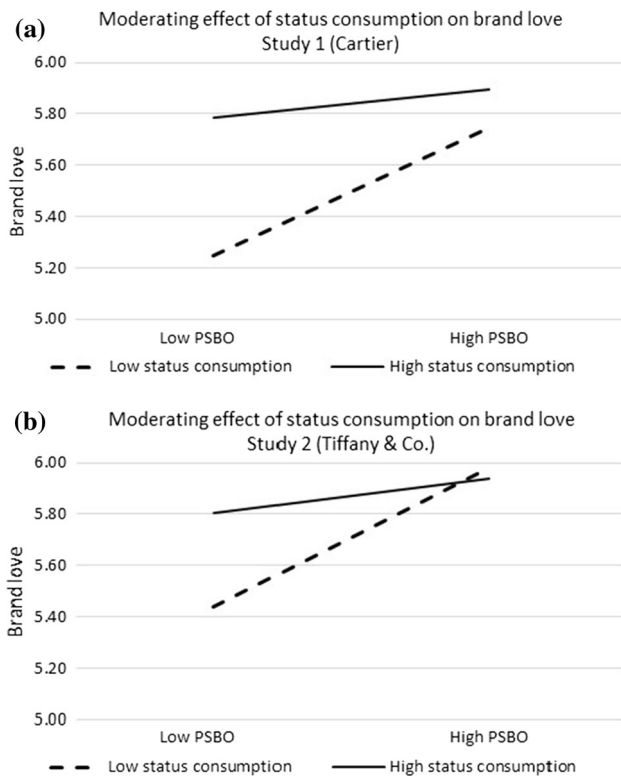 (a)
Moderating effect of status consumption on brand love
Study 1 (Cartier)
6.00
5.80
5.60
5.40
5.20
5.00
Brand love
Low PSBO High PSBO
Low status consumption High status consumption
(b)
Moderating effect of status consumption on brand love
Study 2 (Tiffany & Co.)
6.00
5.80
5.60
5.40
5.20
5.00
Brand love
Low PSBO High PSBO
Low status consumption High status consumption